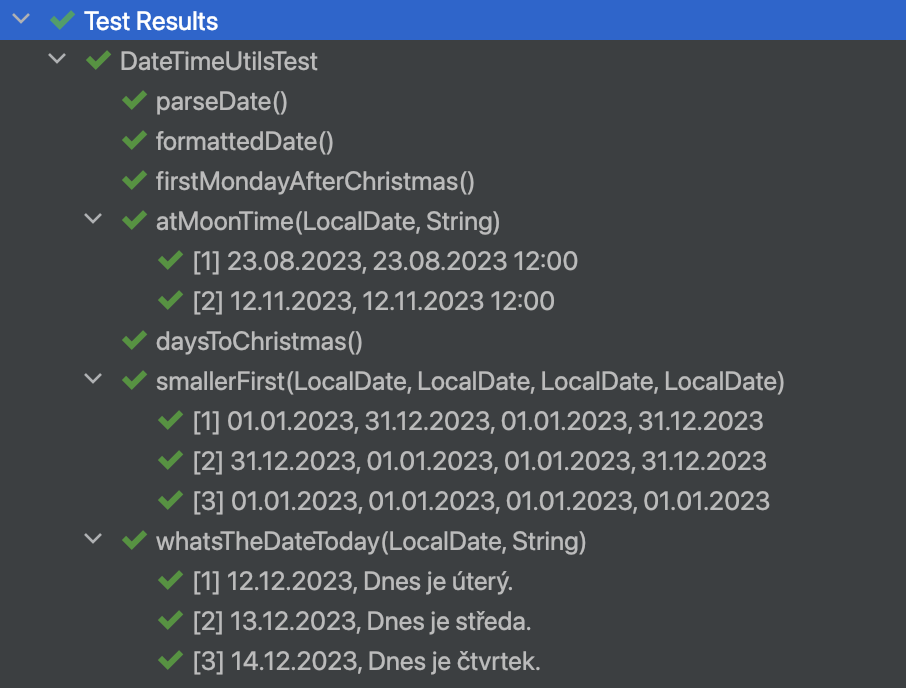 Test Results
DateTimeUtilsTest
parseDate()
formattedDate()
firstMondayAfterChristmas()
atMoonTime(LocalDate, String)
[1] 23.08.2023, 23.08.2023 12:00
[2] 12.11.2023, 12.11.2023 12:00
daysToChristmas()
smallerFirst(LocalDate, LocalDate, LocalDate, LocalDate)
[1] 01.01.2023, 31.12.2023, 01.01.2023, 31.12.2023
[2] 31.12.2023, 01.01.2023, 01.01.2023, 31.12.2023
[3] 01.01.2023, 01.01.2023, 01.01.2023, 01.01.2023
whatsTheDateToday(LocalDate, String)
[1] 12.12.2023, Dnes je úterý.
[2] 13.12.2023, Dnes je středa.
[3] 14.12.2023, Dnes je čtvrtek.